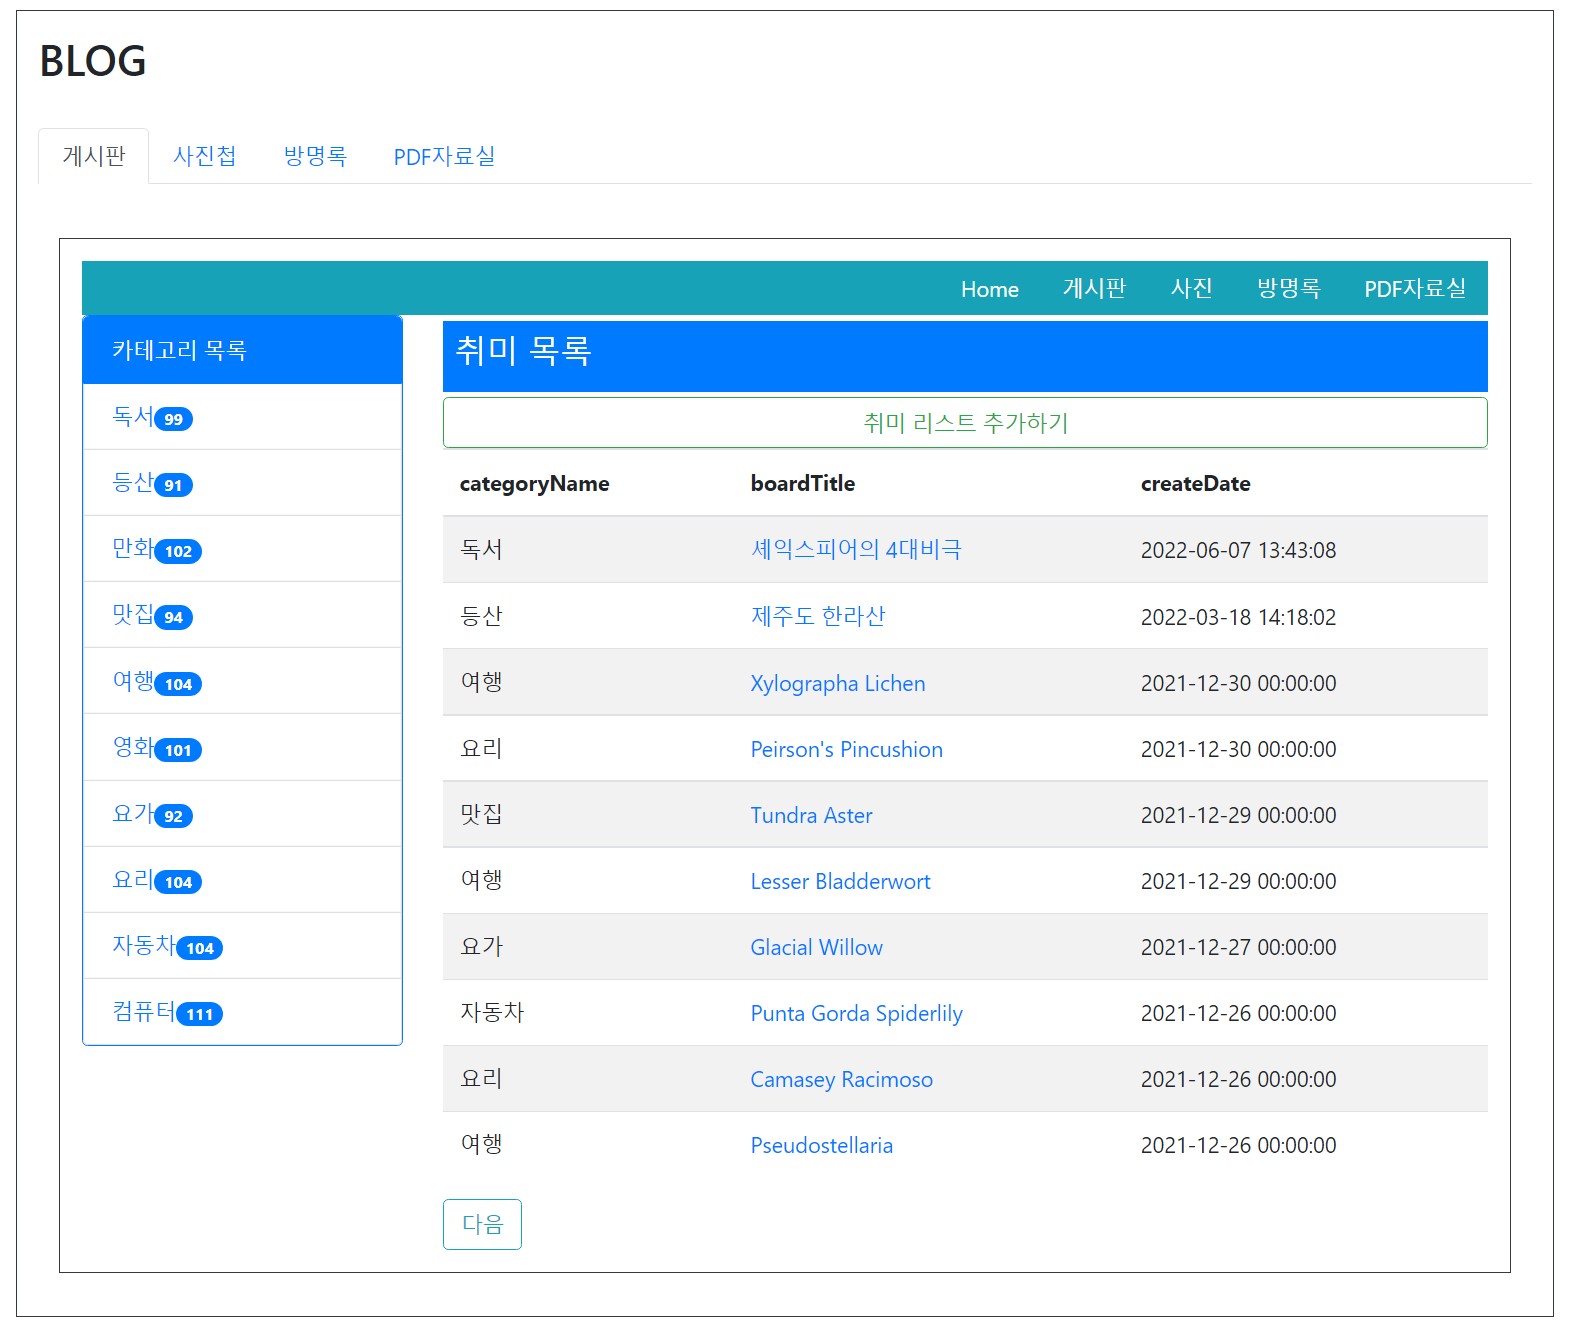 BLOG
게시판 사진첩 방명록 PDF자료실
Home 게시판 사진 방명록 PDF자료실
카테고리 목록
독서 99
등산 91
만화 102
맛집 94
여행 104
영화 101
요가 92
요리 104
자동차 104
컴퓨터 111
취미 목록
취미 리스트 추가하기
categoryName boardTitle createDate
독서 셰익스피어의 4대비극 2022-06-07 13:43:08
등산 제주도 한라산 2022-03-18 14:18:02
여행 Xylographa Lichen 2021-12-30 00:00:00
요리 Peirson's Pincushion 2021-12-30 00:00:00
맛집 Tundra Aster 2021-12-29 00:00:00
여행 Lesser Bladderwort 2021-12-29 00:00:00
요가 Glacial Willow 2021-12-27 00:00:00
자동차 Punta Gorda Spiderlily 2021-12-26 00:00:00
요리 Camasey Racimoso 2021-12-26 00:00:00
여행 Pseudostellaria 2021-12-26 00:00:00
다음